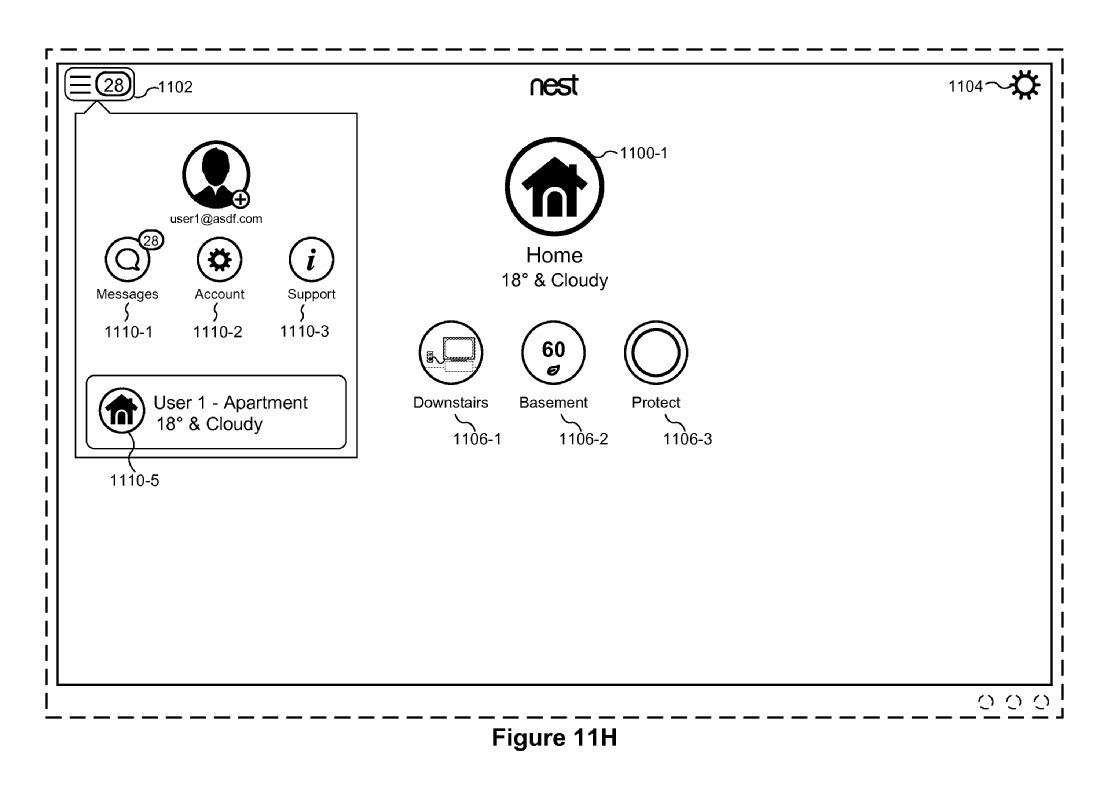 28
1102
nest
1104
user1@asdf.com
28
Messages
Account
Support
1110-1
1110-2
1110-3
User 1 - Apartment
18° & Cloudy
1110-5
1100-1
Home
18° & Cloudy
60
Downstairs
Basement
Protect
1106-1
1106-2
1106-3
Figure 11H